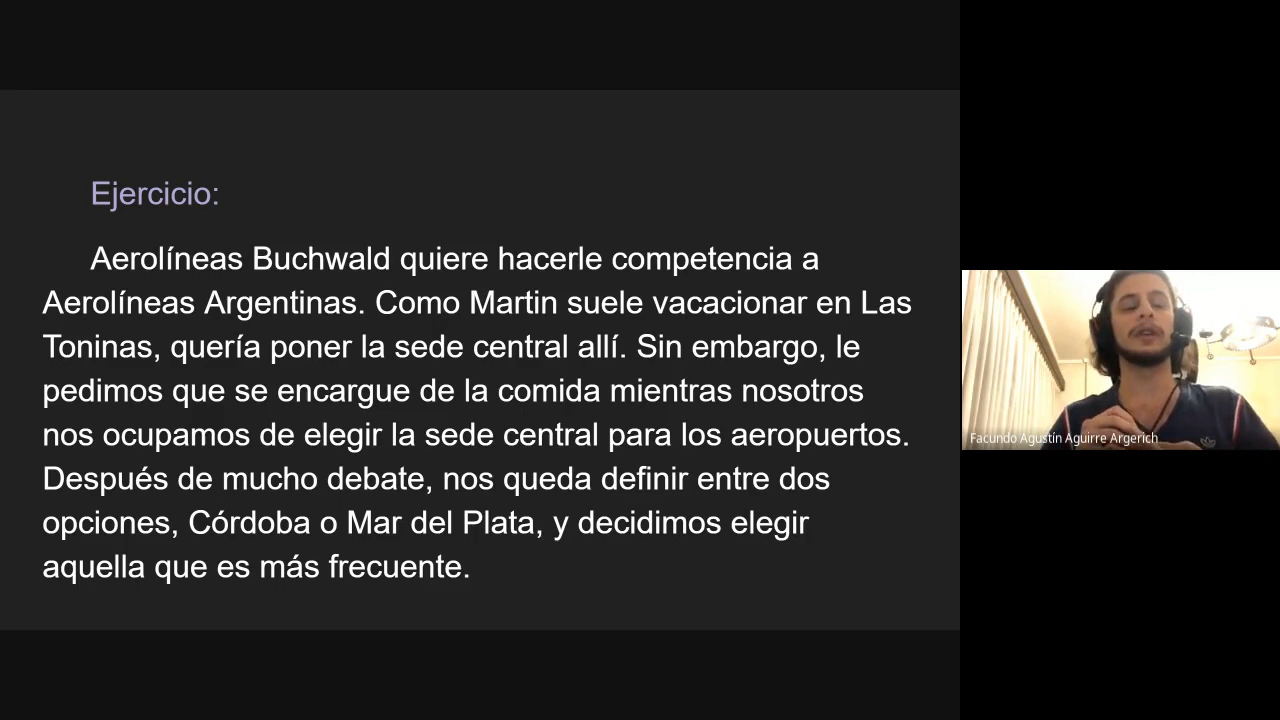 Ejercicio:
Aerolíneas Buchwald quiere hacerle competencia a
Aerolíneas Argentinas. Como Martin suele vacacionar en Las
Toninas, quería poner la sede central allí. Sin embargo, le
pedimos que se encargue de la comida mientras nosotros
nos ocupamos de elegir la sede central para los aeropuertos.
Después de mucho debate, nos queda definir entre dos
opciones, Córdoba o Mar del Plata, y decidimos elegir
aquella que es más frecuente.
Facundo Agustín Aguirre Argerich